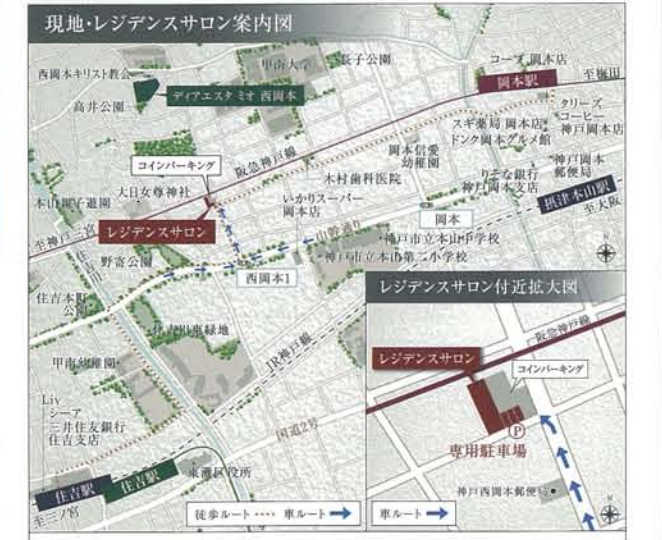 現地・レジデンスサロン案内図
西岡本キリスト教会
高井公園
ディアエスタ ミオ 西岡本
甲南大学
長子公園
コープ 岡本店
岡本駅
至梅田
クリーズ
コーヒー
神戸岡本店
スギ薬局 岡本店
ドンク岡本グルメ館
岡本信愛
幼稚園
神戸岡本
郵便局
りそな銀行
神戸岡本支店
摂津本山駅
至大阪
コインパーキング
阪急神戸線
木村歯科医院
いかりスーパー
岡本店
大日女尊神社
レジデンスサロン
至神戸三宮
野寄公園
山幹通り
岡本
神戸市立本山中学校
神戸市立本山第二小学校
西岡本1
住吉本町
公園
甲南幼稚園
JR神戸線
Liv
シーア
三井住友銀行
住吉支店
国道2号
東灘区役所
住吉駅
住吉駅
至三ノ宮
徒歩ルート
車ルート
レジデンスサロン付近拡大図
阪急神戸線
レジデンスサロン
コインパーキング
P
専用駐車場
神戸西岡本郵便局
車ルート